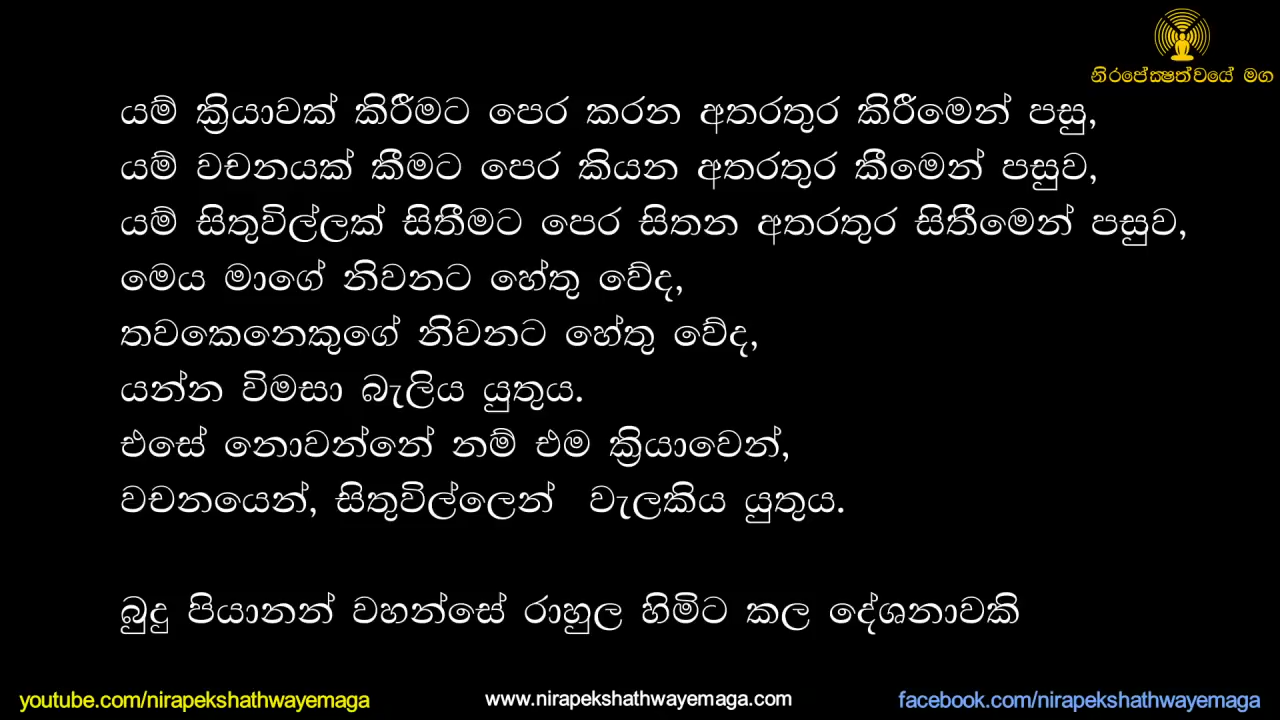 නිරපේක්‍ෂත්වයේ මග
යම් ක්‍රියාවක් කිරීමට පෙර කරන අතරතුර කිරීමෙන් පසු,
යම් වචනයක් කීමට පෙර කියන අතරතුර කීමෙන් පසුව,
යම් සිතුවිල්ලක් සිතීමට පෙර සිතන අතරතුර සිතීමෙන් පසුව,
මෙය මාගේ නිවනට හේතු වේද,
තවකෙනෙකුගේ නිවනට හේතු වේද,
යන්න විමසා බැලිය යුතුය.
එසේ නොවන්නේ නම් එම ක්‍රියාවෙන්,
වචනයෙන්, සිතුවිල්ලෙන් වැලකිය යුතුය.
බුදු පියානන් වහන්සේ රාහුල හිමිට කල දේශනාවකි
youtube.com/nirapekshathwayemaga
www.nirapekshathwayemaga.com
facebook.com/nirapekshathwayemaga